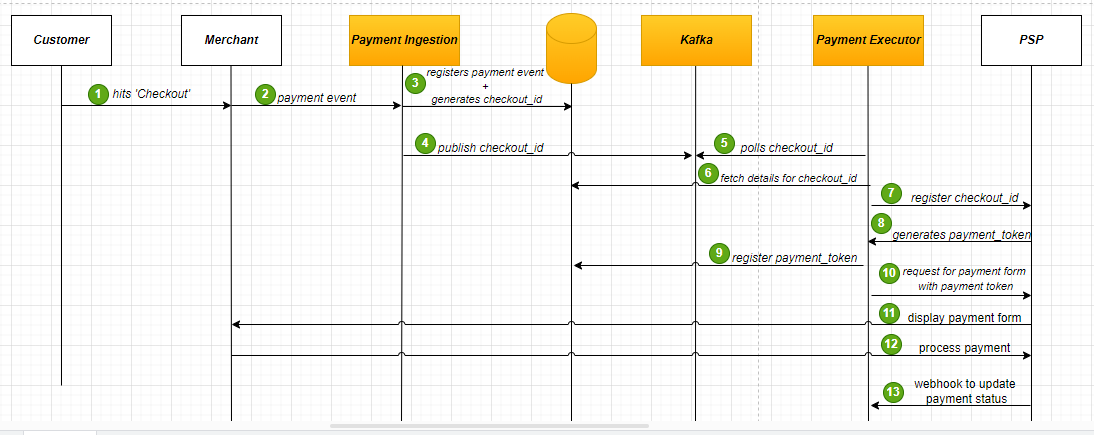 Customer
Merchant
Payment Ingestion
Kafka
Payment Executor
PSP
1 hits 'Checkout'
2 payment event
3 registers payment event
+
generates checkout_id
4 publish checkout_id
5 polls checkout_id
6 fetch details for checkout_id
7 register checkout_id
8 generates payment_token
9 register payment_token
10 request for payment form
with payment token
11 display payment form
12 process payment
13 webhook to update
payment status